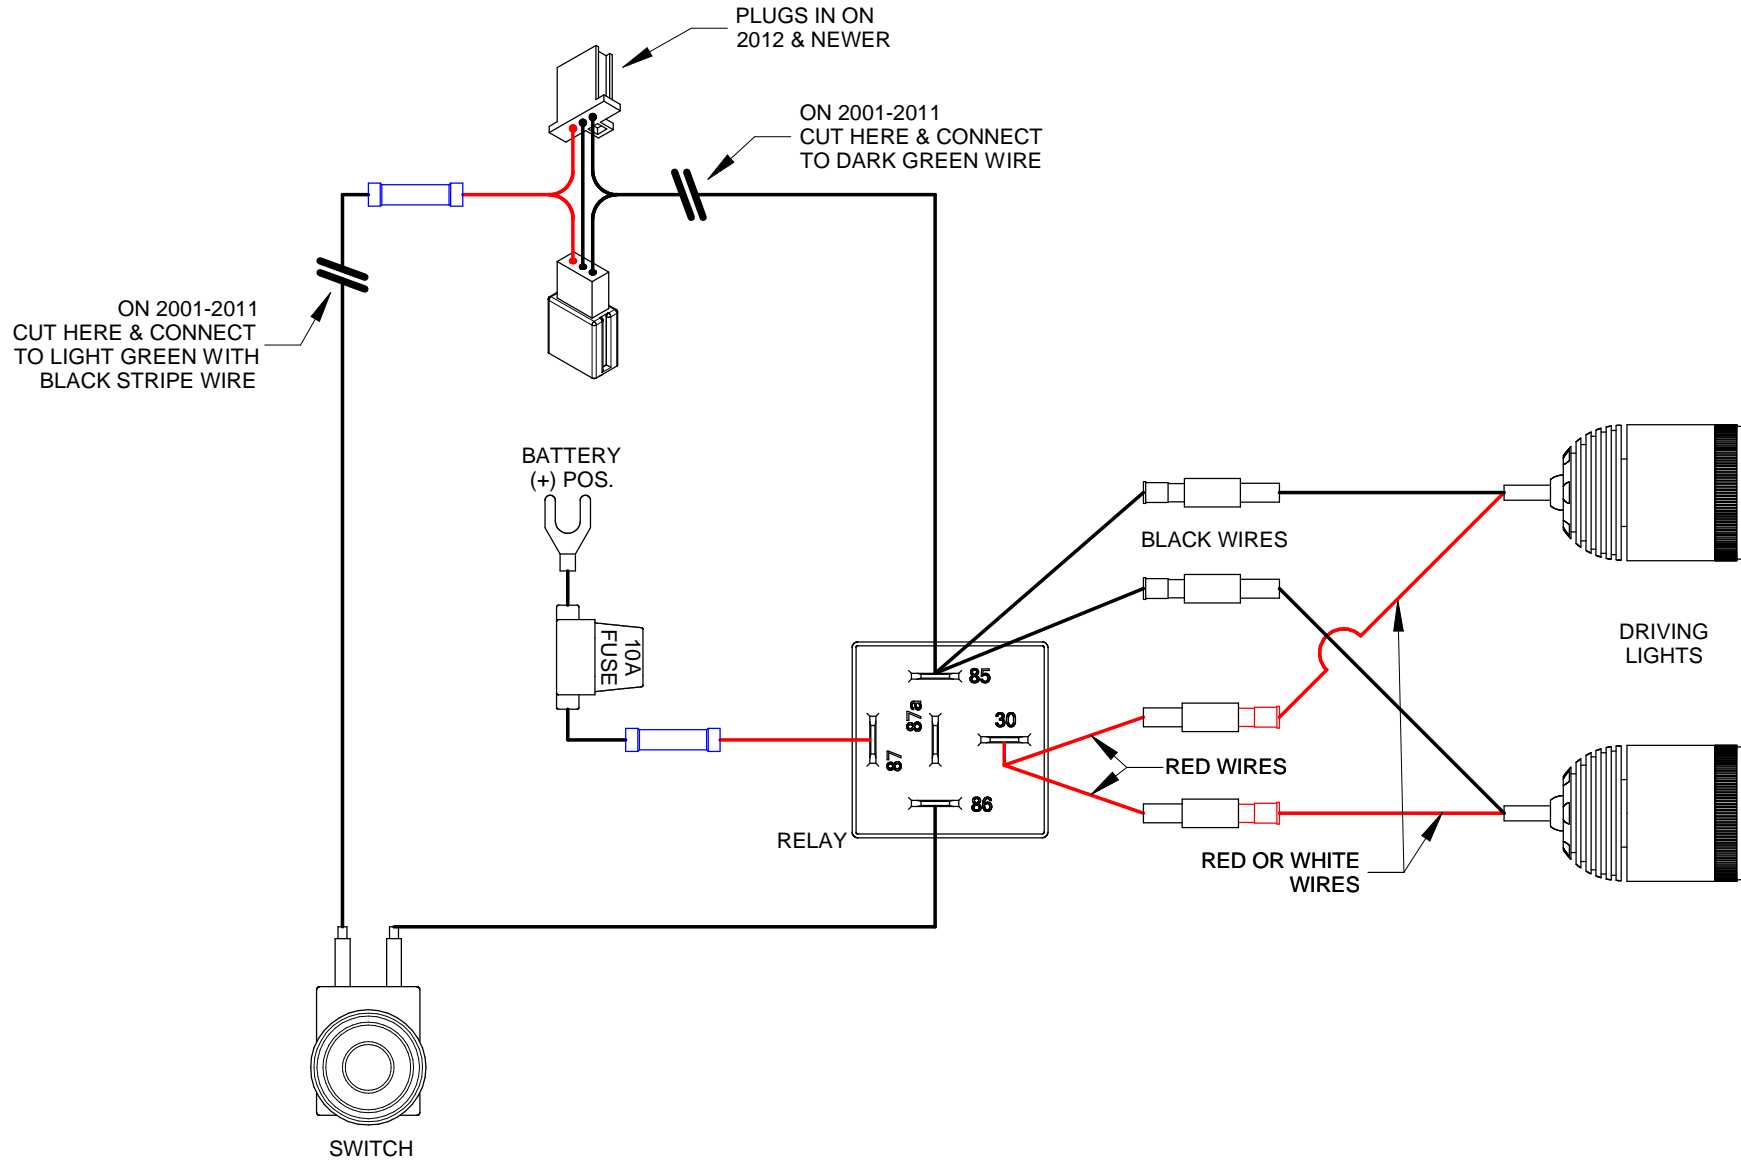 PLUGS IN ON
2012 & NEWER
ON 2001-2011
CUT HERE & CONNECT
TO DARK GREEN WIRE
ON 2001-2011
CUT HERE & CONNECT
TO LIGHT GREEN WITH
BLACK STRIPE WIRE
BATTERY
(+) POS.
10A
FUSE
BLACK WIRES
DRIVING
LIGHTS
85
87a
30
87
86
RED WIRES
RELAY
RED OR WHITE
WIRES
SWITCH